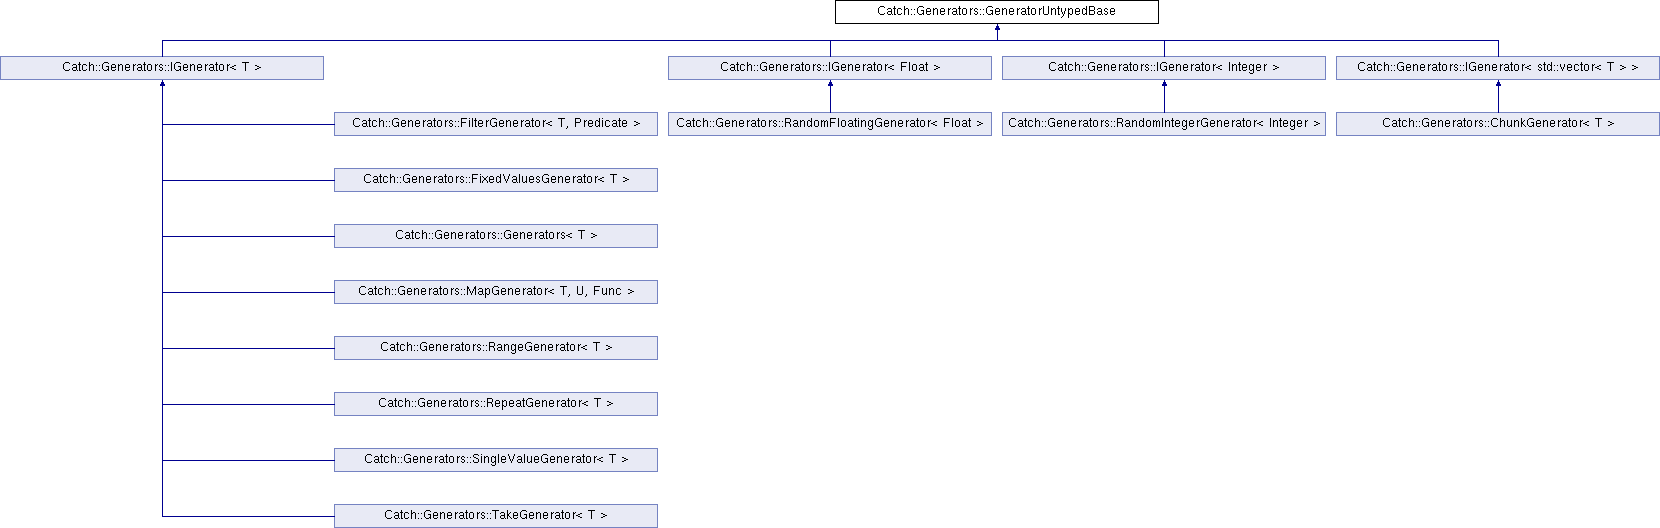 Catch::Generators::GeneratorUntypedBase
Catch::Generators::IGenerator< T >
Catch::Generators::IGenerator< Float >
Catch::Generators::IGenerator< Integer >
Catch::Generators::IGenerator< std::vector< T > >
Catch::Generators::FilterGenerator< T, Predicate >
Catch::Generators::RandomFloatingGenerator< Float >
Catch::Generators::RandomIntegerGenerator< Integer >
Catch::Generators::ChunkGenerator< T >
Catch::Generators::FixedValuesGenerator< T >
Catch::Generators::Generators< T >
Catch::Generators::MapGenerator< T, U, Func >
Catch::Generators::RangeGenerator< T >
Catch::Generators::RepeatGenerator< T >
Catch::Generators::SingleValueGenerator< T >
Catch::Generators::TakeGenerator< T >